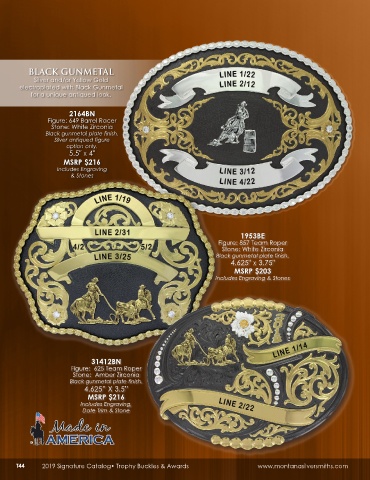 BLACK GUNMETAL
Silver and/or Yellow Gold
electroplated with Black Gunmetal
for a unique antiqued look.
2164BN
Figure: 649 Barrel Racer
Stone: White Zirconia
Black gunmetal plate finish.
Silver antiqued figure
option only.
5.5" x 4"
MSRP $216
Includes Engraving
& Stones
LINE 1/22
LINE 2/12
LINE 3/12
LINE 4/22
LINE 1/19
LINE 2/31
4/2
5/2
LINE 3/25
1953BE
Figure: 857 Team Roper
Stone: White Zirconia
Black gunmetal plate finish.
4.625" x 3.75"
MSRP $203
Includes Engraving & Stones
LINE 1/14
LINE 2/22
31412BN
Figure: 625 Team Roper
Stone: Amber Zirconia
Black gunmetal plate finish.
4.625" X 3.5"
MSRP $216
Includes Engraving,
Date Trim & Stone
Made in
AMERICA
144 2019 Signature Catalog• Trophy Buckles & Awards www.montanasilversmiths.com